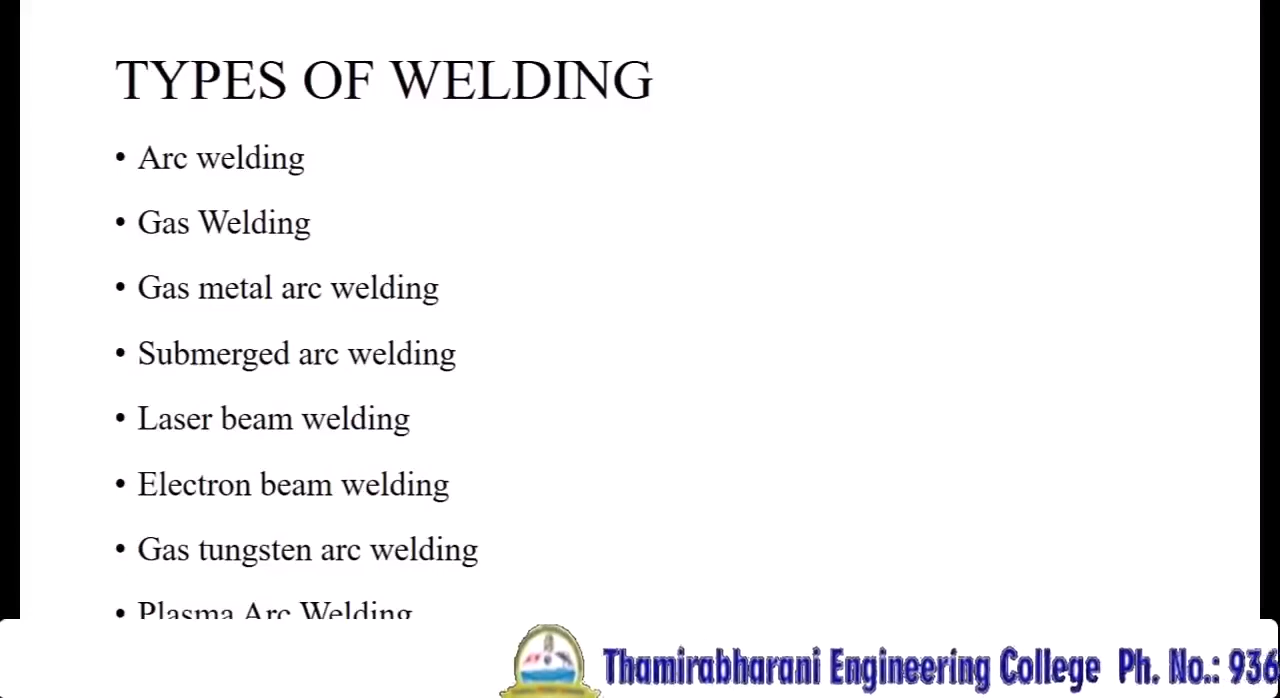 TYPES OF WELDING
• Arc welding
• Gas Welding
• Gas metal arc welding
• Submerged arc welding
• Laser beam welding
• Electron beam welding
• Gas tungsten arc welding
• Plasma Arc Welding
Thamirabharani Engineering College Ph. No.: 936